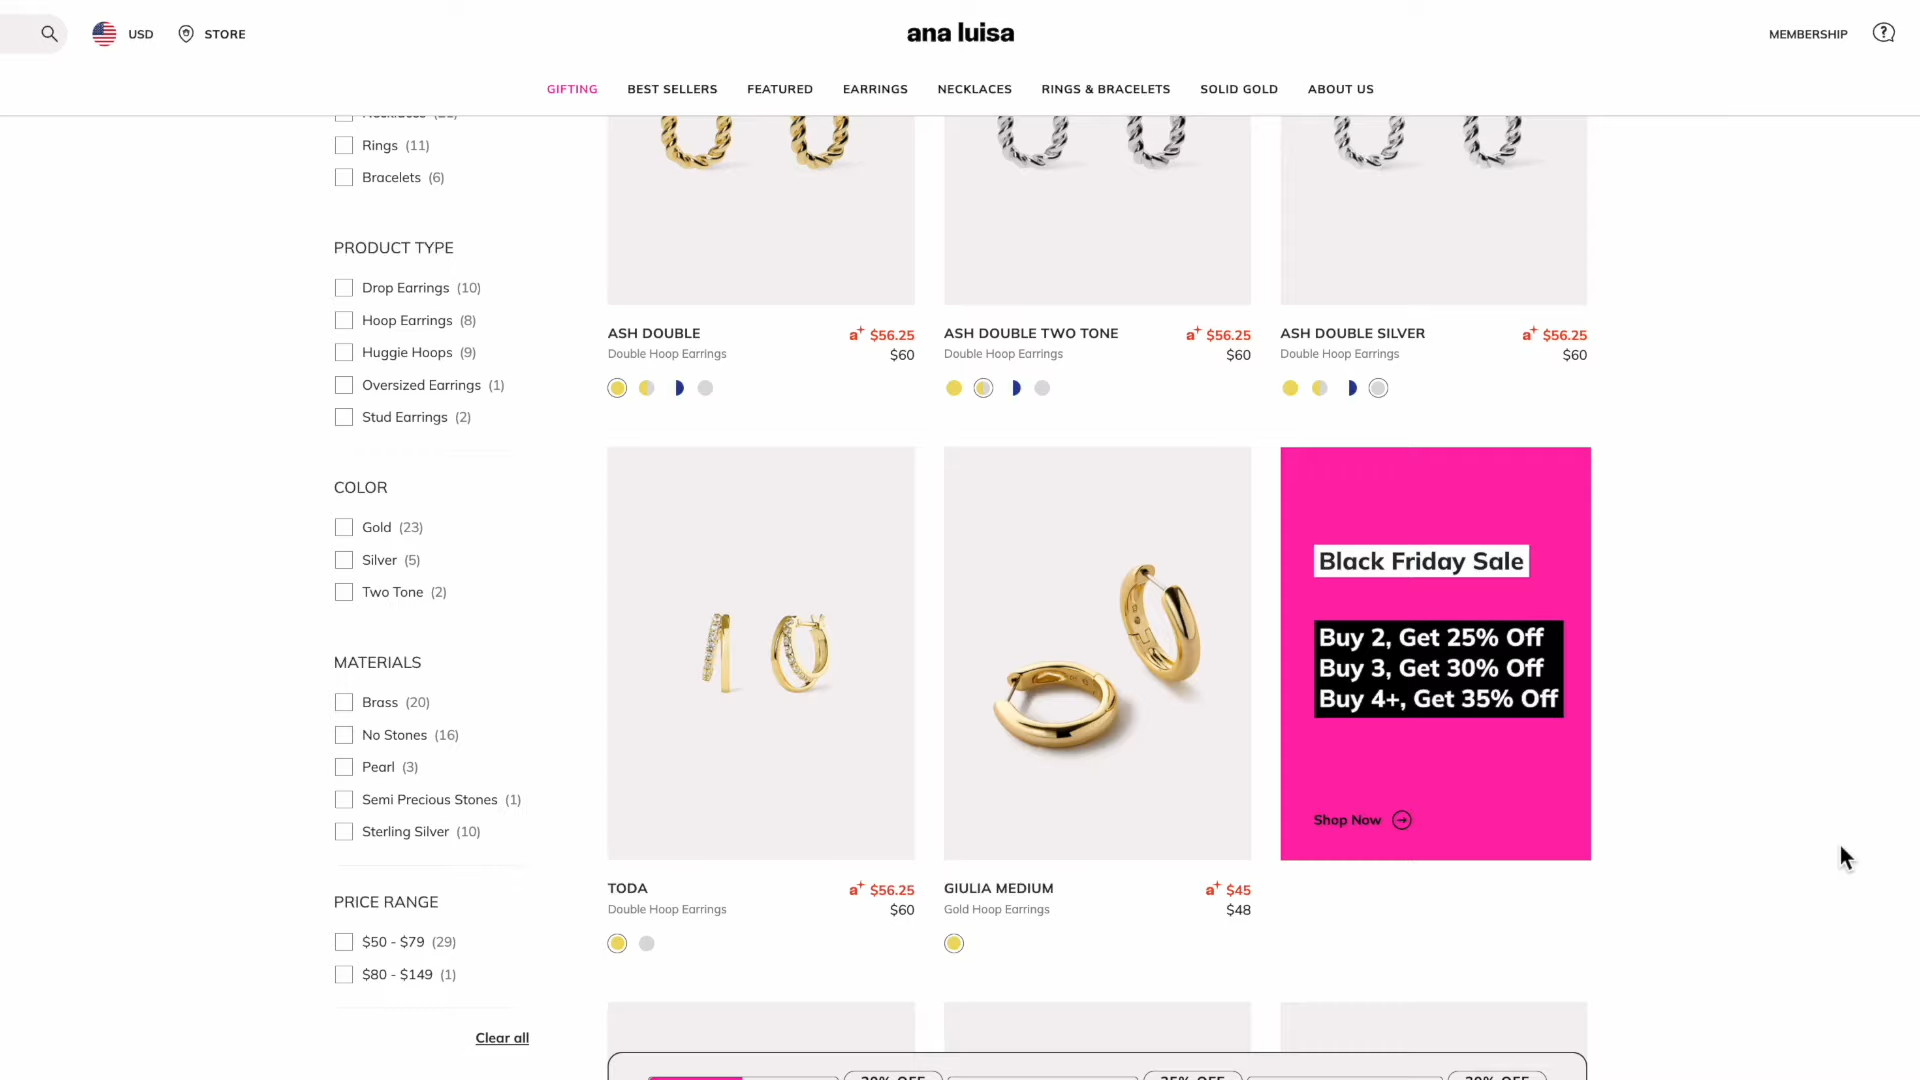 USD
STORE
ana luisa
MEMBERSHIP
GIFTING
BEST SELLERS
FEATURED
EARRINGS
NECKLACES
RINGS & BRACELETS
SOLID GOLD
ABOUT US
Rings (11)
Bracelets (6)
PRODUCT TYPE
Drop Earrings (10)
Hoop Earrings (8)
Huggie Hoops (9)
Oversized Earrings (1)
Stud Earrings (2)
COLOR
Gold (23)
Silver (5)
Two Tone (2)
MATERIALS
Brass (20)
No Stones (16)
Pearl (3)
Semi Precious Stones (1)
Sterling Silver (10)
PRICE RANGE
$50 - $79 (29)
$80 - $149 (1)
Clear all
ASH DOUBLE
a+ $56.25
Double Hoop Earrings
$60
ASH DOUBLE TWO TONE
a+ $56.25
Double Hoop Earrings
$60
ASH DOUBLE SILVER
a+ $56.25
Double Hoop Earrings
$60
TODA
a+ $56.25
Double Hoop Earrings
$60
GIULIA MEDIUM
a+ $45
Gold Hoop Earrings
$48
Black Friday Sale
Buy 2, Get 25% Off
Buy 3, Get 30% Off
Buy 4+, Get 35% Off
Shop Now